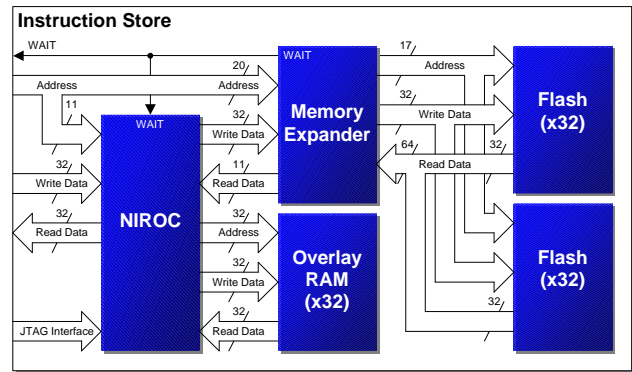 Instruction Store
WAIT
WAIT
20
17
Address
Address
Address
11
32
32
WAIT
Write Data
Memory
Expander
Write Data
Flash
(x32)
32
11
64
32
Write Data
Read Data
Read Data
NIROC
32
32
Read Data
Address
Overlay
RAM
(x32)
Flash
(x32)
32
Write Data
32
32
JTAG Interface
Read Data